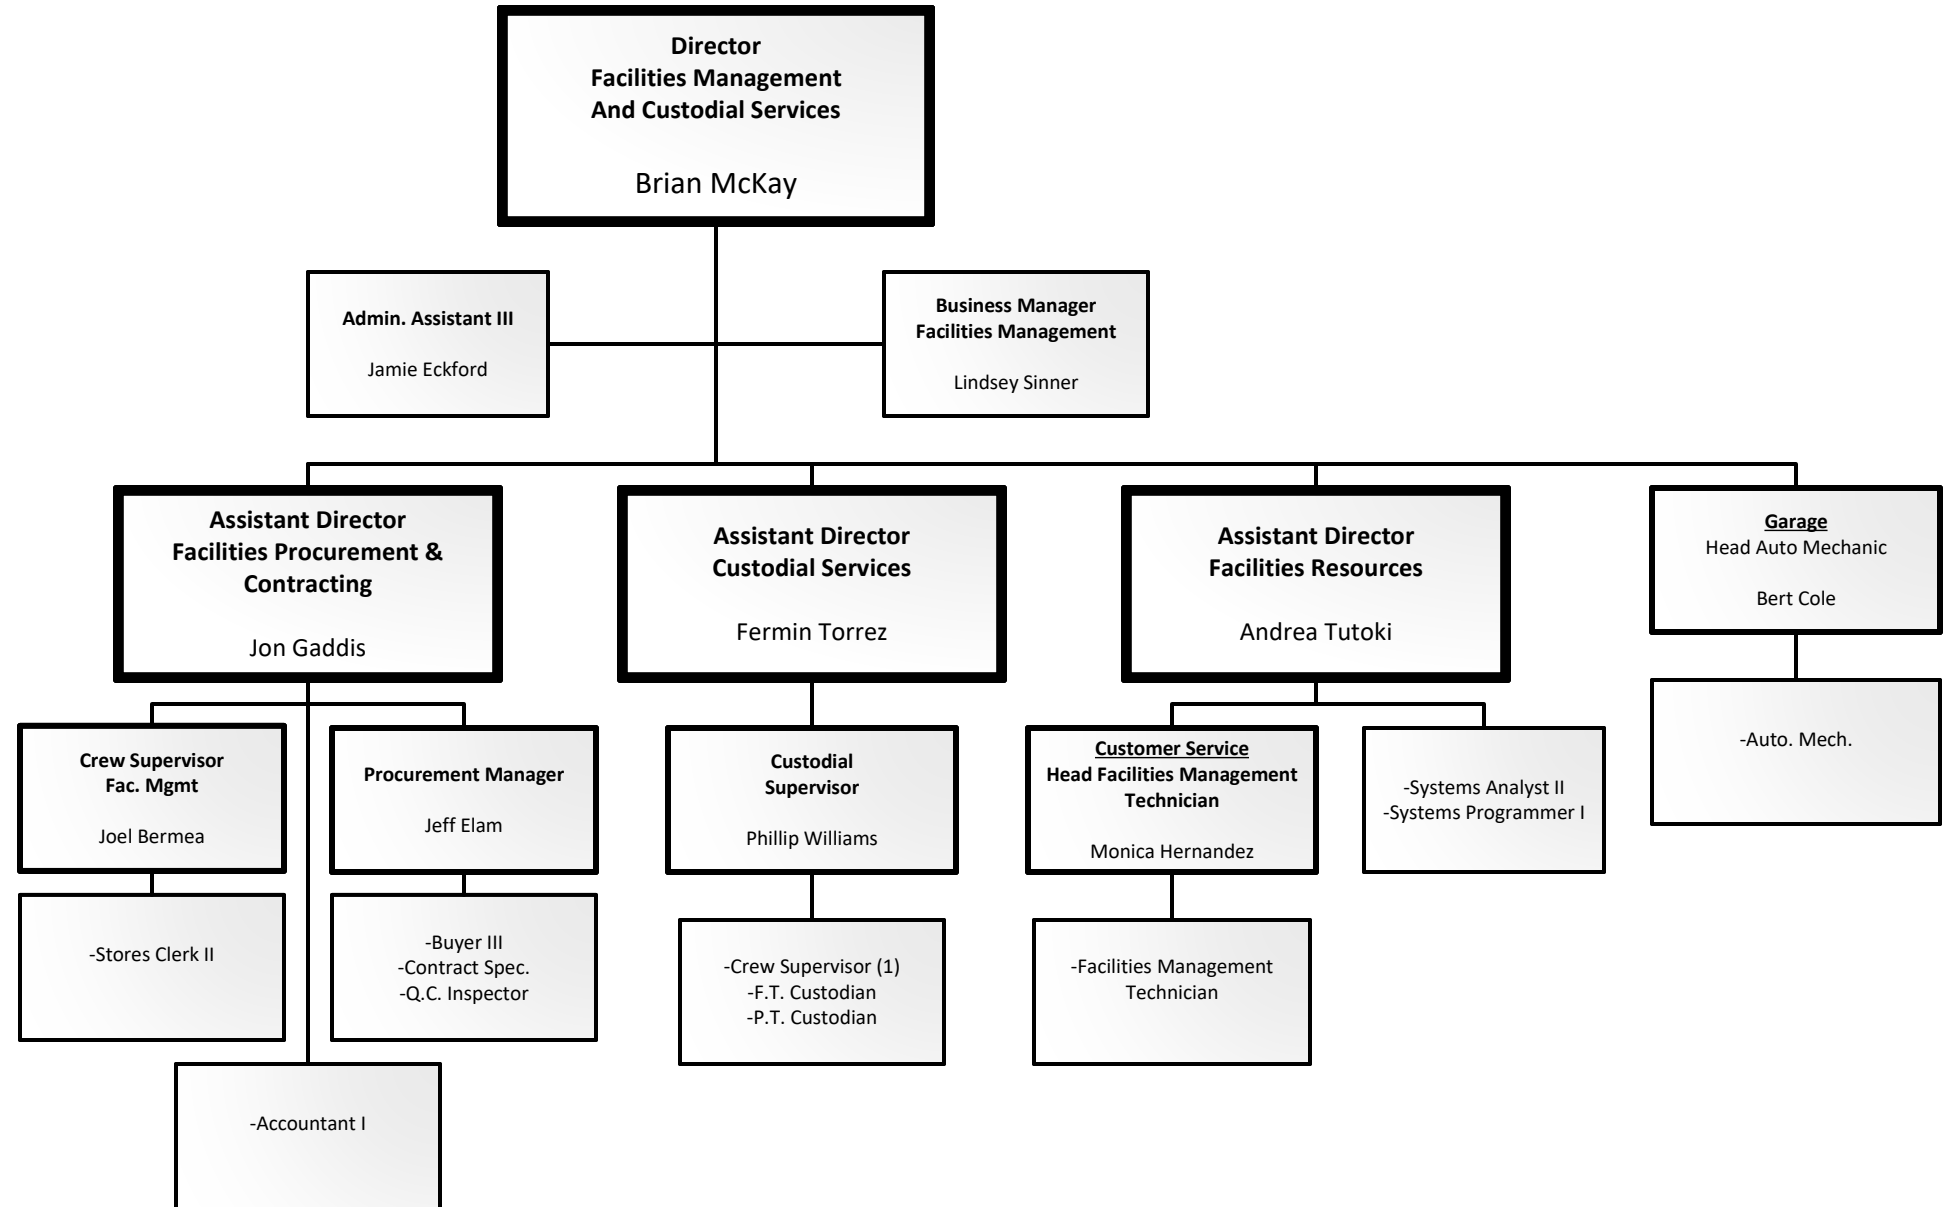 Director
Facilities Management
And Custodial Services
Brian McKay
Admin. Assistant III
Jamie Eckford
Business Manager
Facilities Management
Lindsey Sinner
Assistant Director
Facilities Procurement &
Contracting
Jon Gaddis
Assistant Director
Custodial Services
Fermin Torrez
Assistant Director
Facilities Resources
Andrea Tutoki
Garage
Head Auto Mechanic
Bert Cole
Crew Supervisor
Fac. Mgmt
Joel Bermea
Procurement Manager
Jeff Elam
Custodial
Supervisor
Phillip Williams
Customer Service
Head Facilities Management
Technician
Monica Hernandez
-Systems Analyst II
-Systems Programmer I
-Auto. Mech.
-Stores Clerk II
-Buyer III
-Contract Spec.
-Q.C. Inspector
-Crew Supervisor (1)
-F.T. Custodian
-P.T. Custodian
-Facilities Management
Technician
-Accountant I